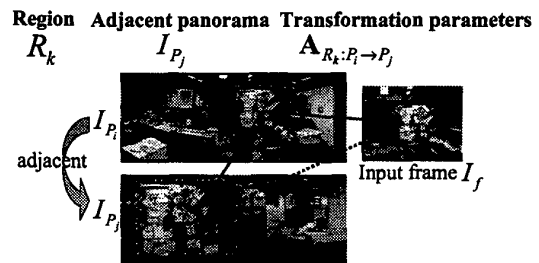 Region Adjacent panorama Transformation parameters
R_k I_{P_j} A_{R_k:P_i→P_j}
I_{P_i}
adjacent
I_{P_j}
Input frame I_f